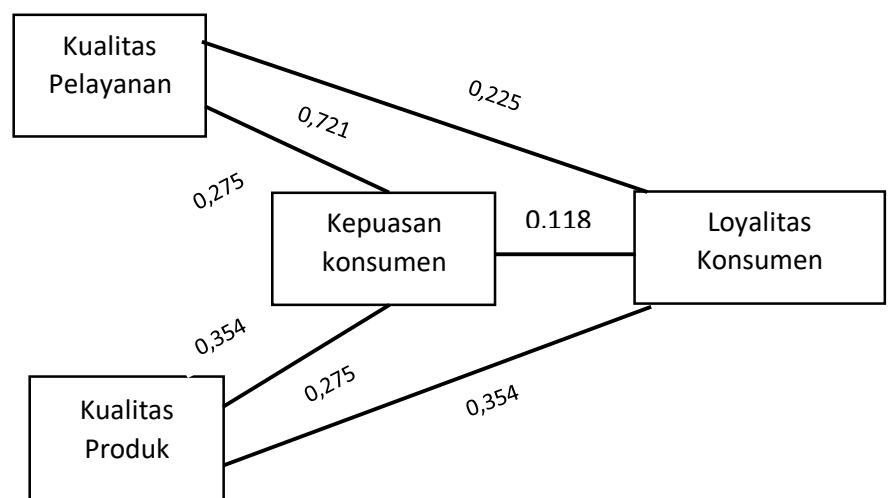 Kualitas
Pelayanan
0,225
0,721
0,275
Kepuasan
konsumen
0.118
Loyalitas
Konsumen
0,354
0,275
0,354
Kualitas
Produk